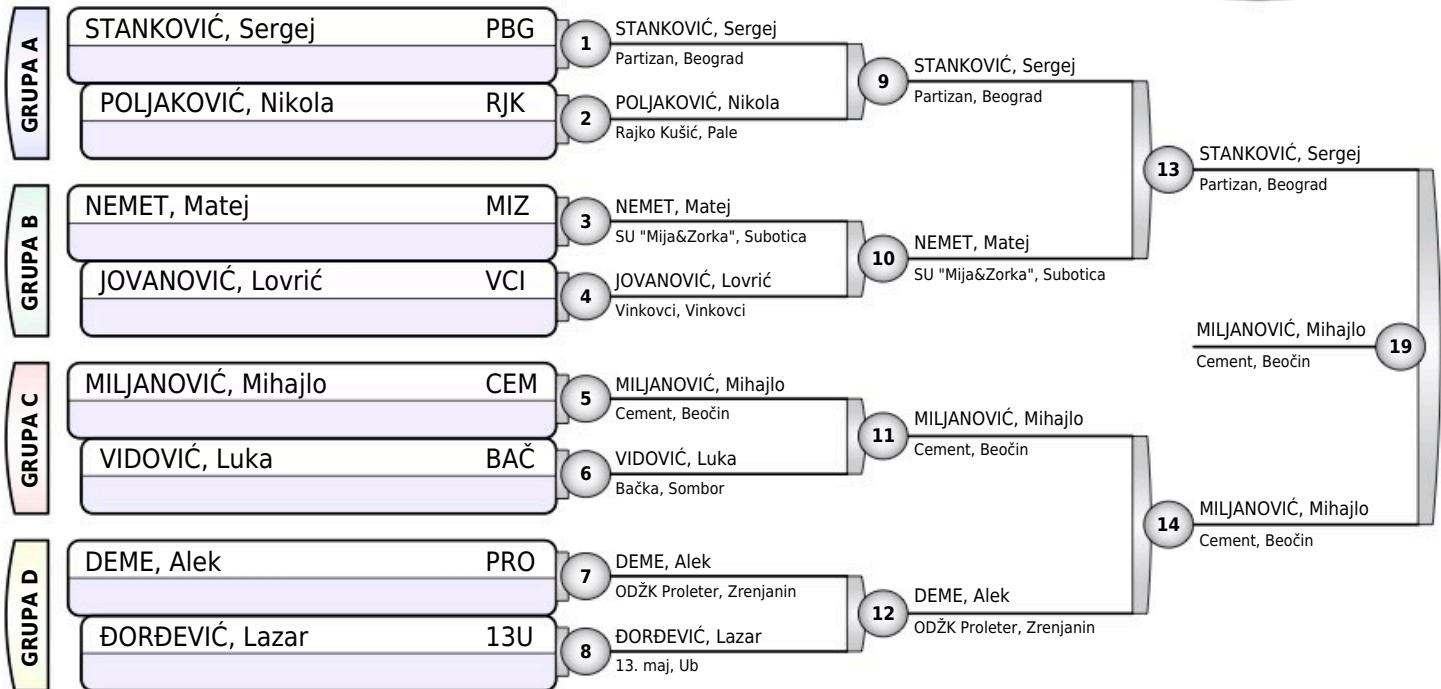 GRUPA A
STANKOVIĆ, Sergej PBG
POLJAKOVIĆ, Nikola RJK
GRUPA B
NEMET, Matej MIZ
JOVANOVIĆ, Lovrić VCI
GRUPA C
MILJANOVIĆ, Mihajlo CEM
VIDOVIĆ, Luka BAČ
GRUPA D
DEME, Alek PRO
ĐORĐEVIĆ, Lazar 13U
1 STANKOVIĆ, Sergej
Partizan, Beograd
2 POLJAKOVIĆ, Nikola
Rajko Kušić, Pale
3 NEMET, Matej
SU "Mija&Zorka", Subotica
4 JOVANOVIĆ, Lovrić
Vinkovci, Vinkovci
5 MILJANOVIĆ, Mihajlo
Cement, Beočin
6 VIDOVIĆ, Luka
Bačka, Sombor
7 DEME, Alek
ODŽK Proleter, Zrenjanin
8 ĐORĐEVIĆ, Lazar
13. maj, Ub
9 STANKOVIĆ, Sergej
Partizan, Beograd
10 NEMET, Matej
SU "Mija&Zorka", Subotica
11 MILJANOVIĆ, Mihajlo
Cement, Beočin
12 DEME, Alek
ODŽK Proleter, Zrenjanin
13 STANKOVIĆ, Sergej
Partizan, Beograd
14 MILJANOVIĆ, Mihajlo
Cement, Beočin
MILJANOVIĆ, Mihajlo 19
Cement, Beočin